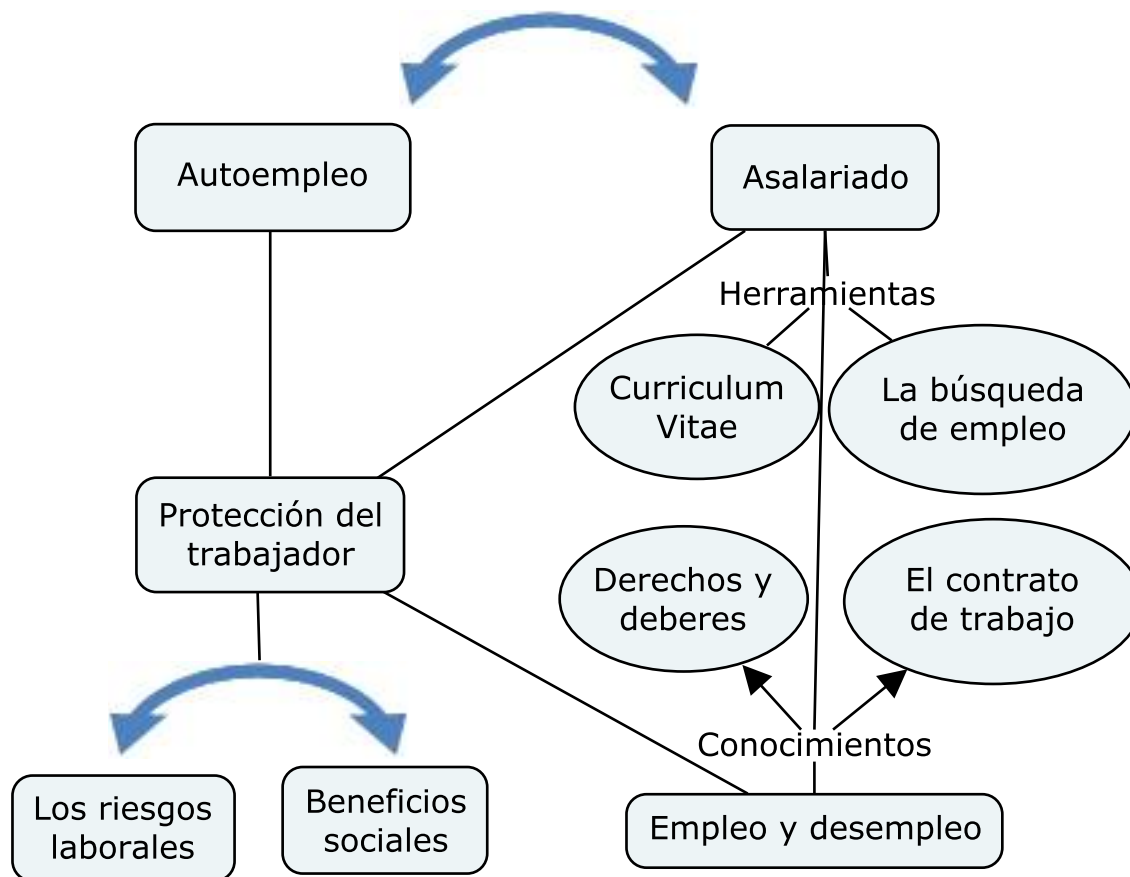 Autoempleo
Asalariado
Herramientas
Curriculum
Vitae
La búsqueda
de empleo
Protección del
trabajador
Derechos y
deberes
El contrato
de trabajo
Conocimientos
Los riesgos
laborales
Beneficios
sociales
Empleo y desempleo